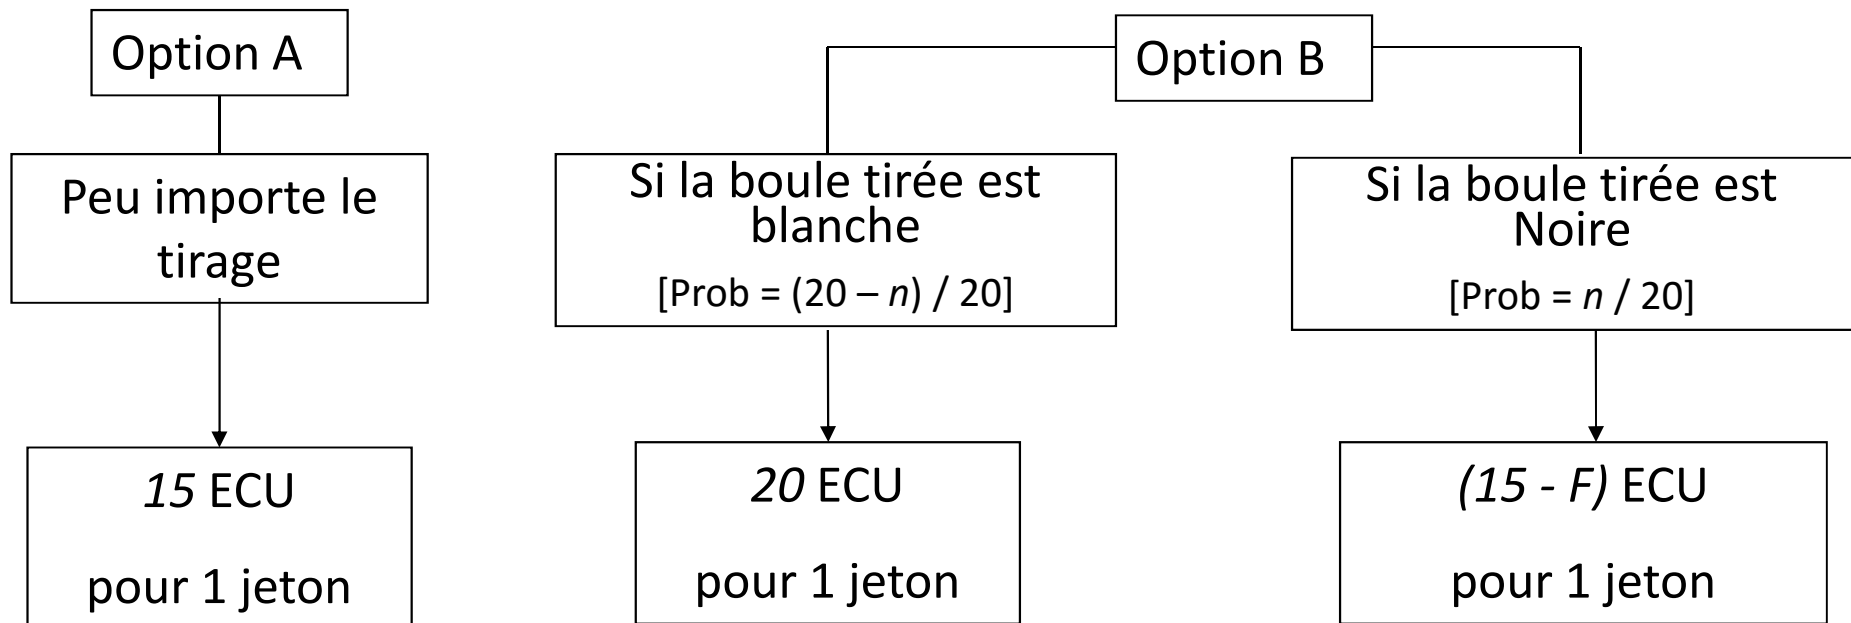 Option A
Peu importe le
tirage
15 ECU
pour 1 jeton
Option B
Si la boule tirée est
blanche
[Prob = (20 – n) / 20]
20 ECU
pour 1 jeton
Si la boule tirée est
Noire
[Prob = n / 20]
(15 - F) ECU
pour 1 jeton